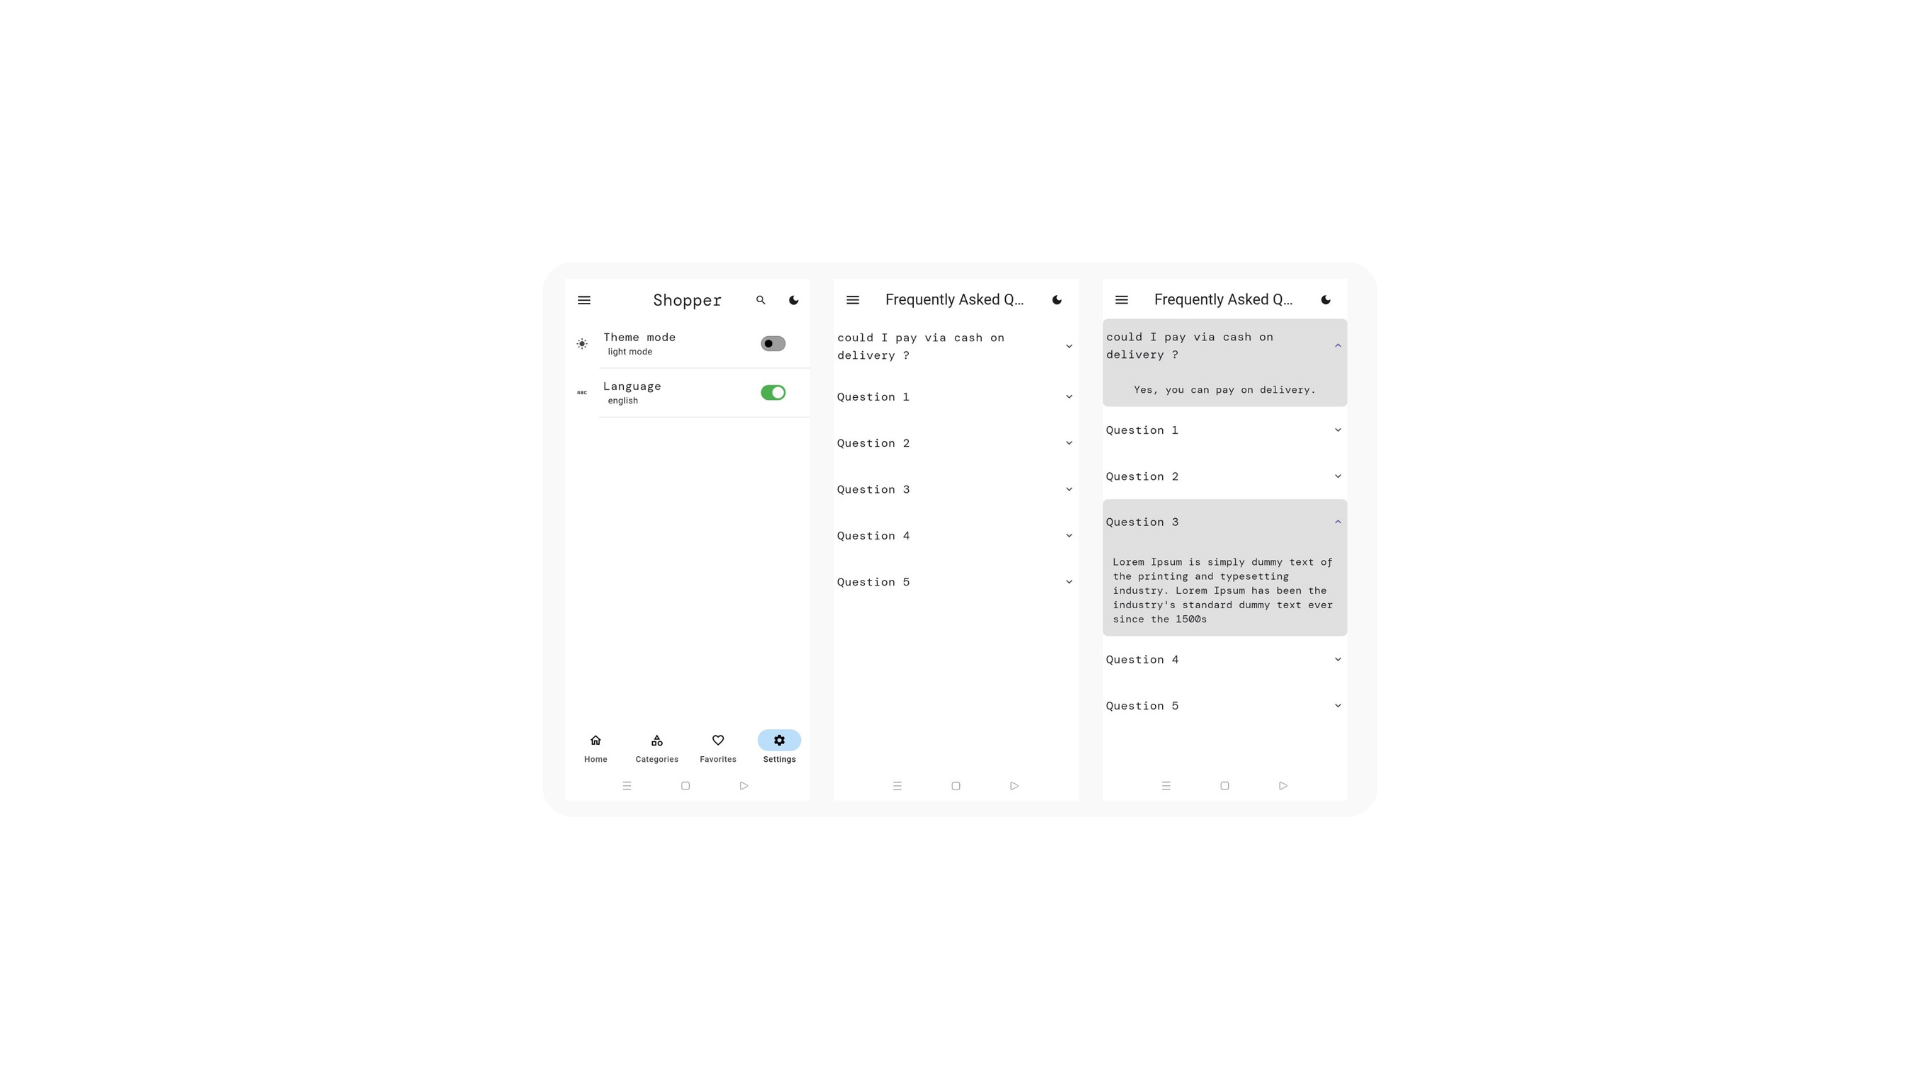 Shopper
Theme mode
light mode
ABC
Language
english
Home
Categories
Favorites
Settings
Frequently Asked Q...
could I pay via cash on
delivery ?
Question 1
Question 2
Question 3
Question 4
Question 5
Frequently Asked Q...
could I pay via cash on
delivery ?
Yes, you can pay on delivery.
Question 1
Question 2
Question 3
Lorem Ipsum is simply dummy text of
the printing and typesetting
industry. Lorem Ipsum has been the
industry's standard dummy text ever
since the 1500s
Question 4
Question 5